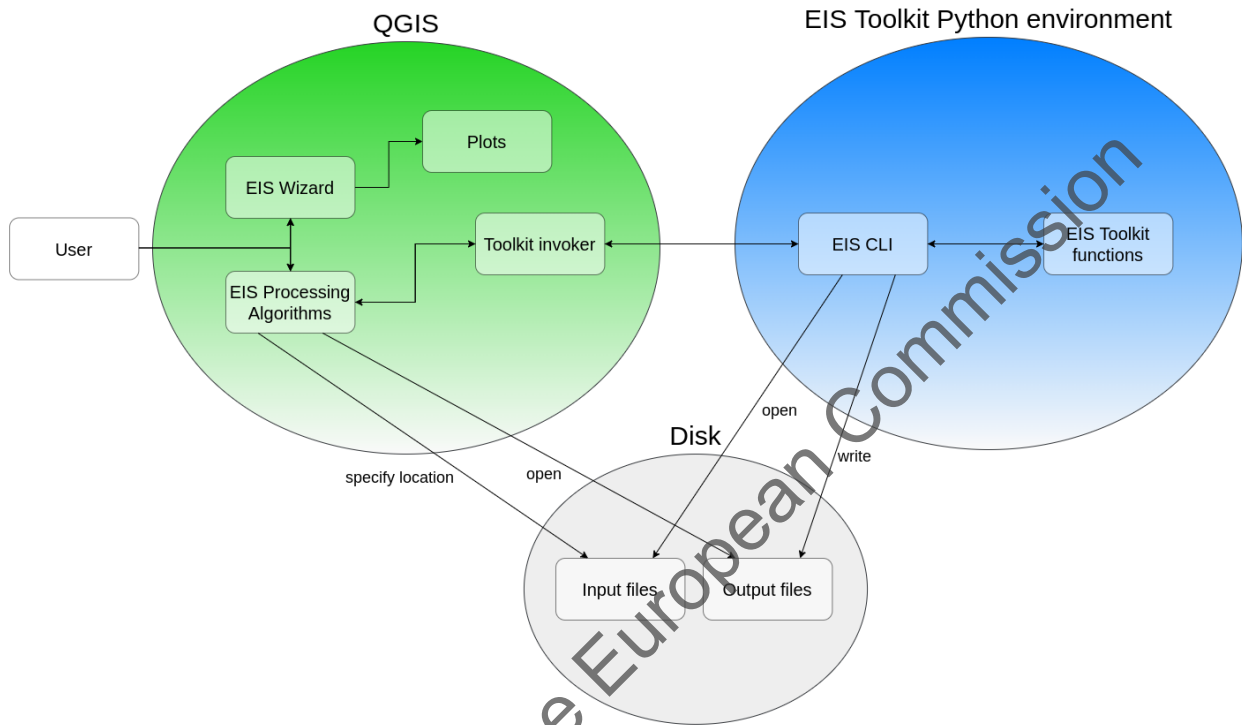 QGIS
EIS Toolkit Python environment
Plots
EIS Wizard
User
Toolkit invoker
EIS CLI
EIS Toolkit
functions
EIS Processing
Algorithms
open
Disk
write
specify location
open
Input files
Output files
e European Commission